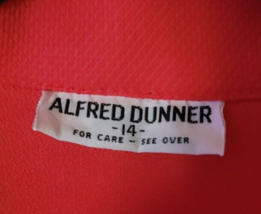 ALFRED DUNNER
-14-
FOR CARE - SEE OVER